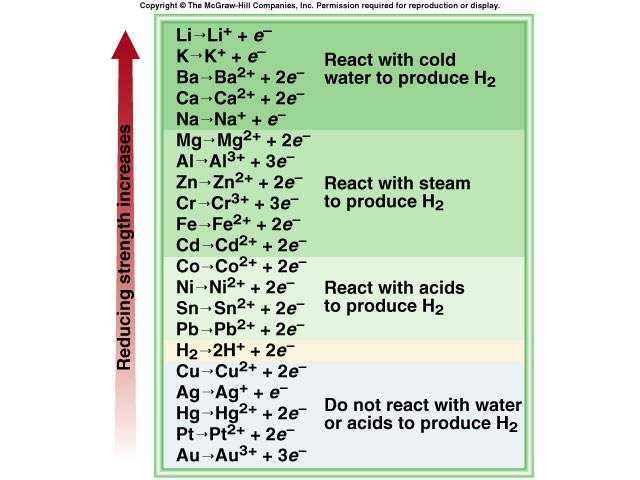 Copyright © The McGraw-Hill Companies, Inc. Permission required for reproduction or display.
Reducing strength increases
Li→Li⁺ + e⁻
K→K⁺ + e⁻
Ba→Ba²⁺ + 2e⁻
Ca→Ca²⁺ + 2e⁻
Na→Na⁺ + e⁻
React with cold
water to produce H₂
Mg→Mg²⁺ + 2e⁻
Al→Al³⁺ + 3e⁻
Zn→Zn²⁺ + 2e⁻
Cr→Cr³⁺ + 3e⁻
Fe→Fe²⁺ + 2e⁻
Cd→Cd²⁺ + 2e⁻
React with steam
to produce H₂
Co→Co²⁺ + 2e⁻
Ni→Ni²⁺ + 2e⁻
Sn→Sn²⁺ + 2e⁻
Pb→Pb²⁺ + 2e⁻
React with acids
to produce H₂
H₂→2H⁺ + 2e⁻
Cu→Cu²⁺ + 2e⁻
Ag→Ag⁺ + e⁻
Hg→Hg²⁺ + 2e⁻
Pt→Pt²⁺ + 2e⁻
Au→Au³⁺ + 3e⁻
Do not react with water
or acids to produce H₂